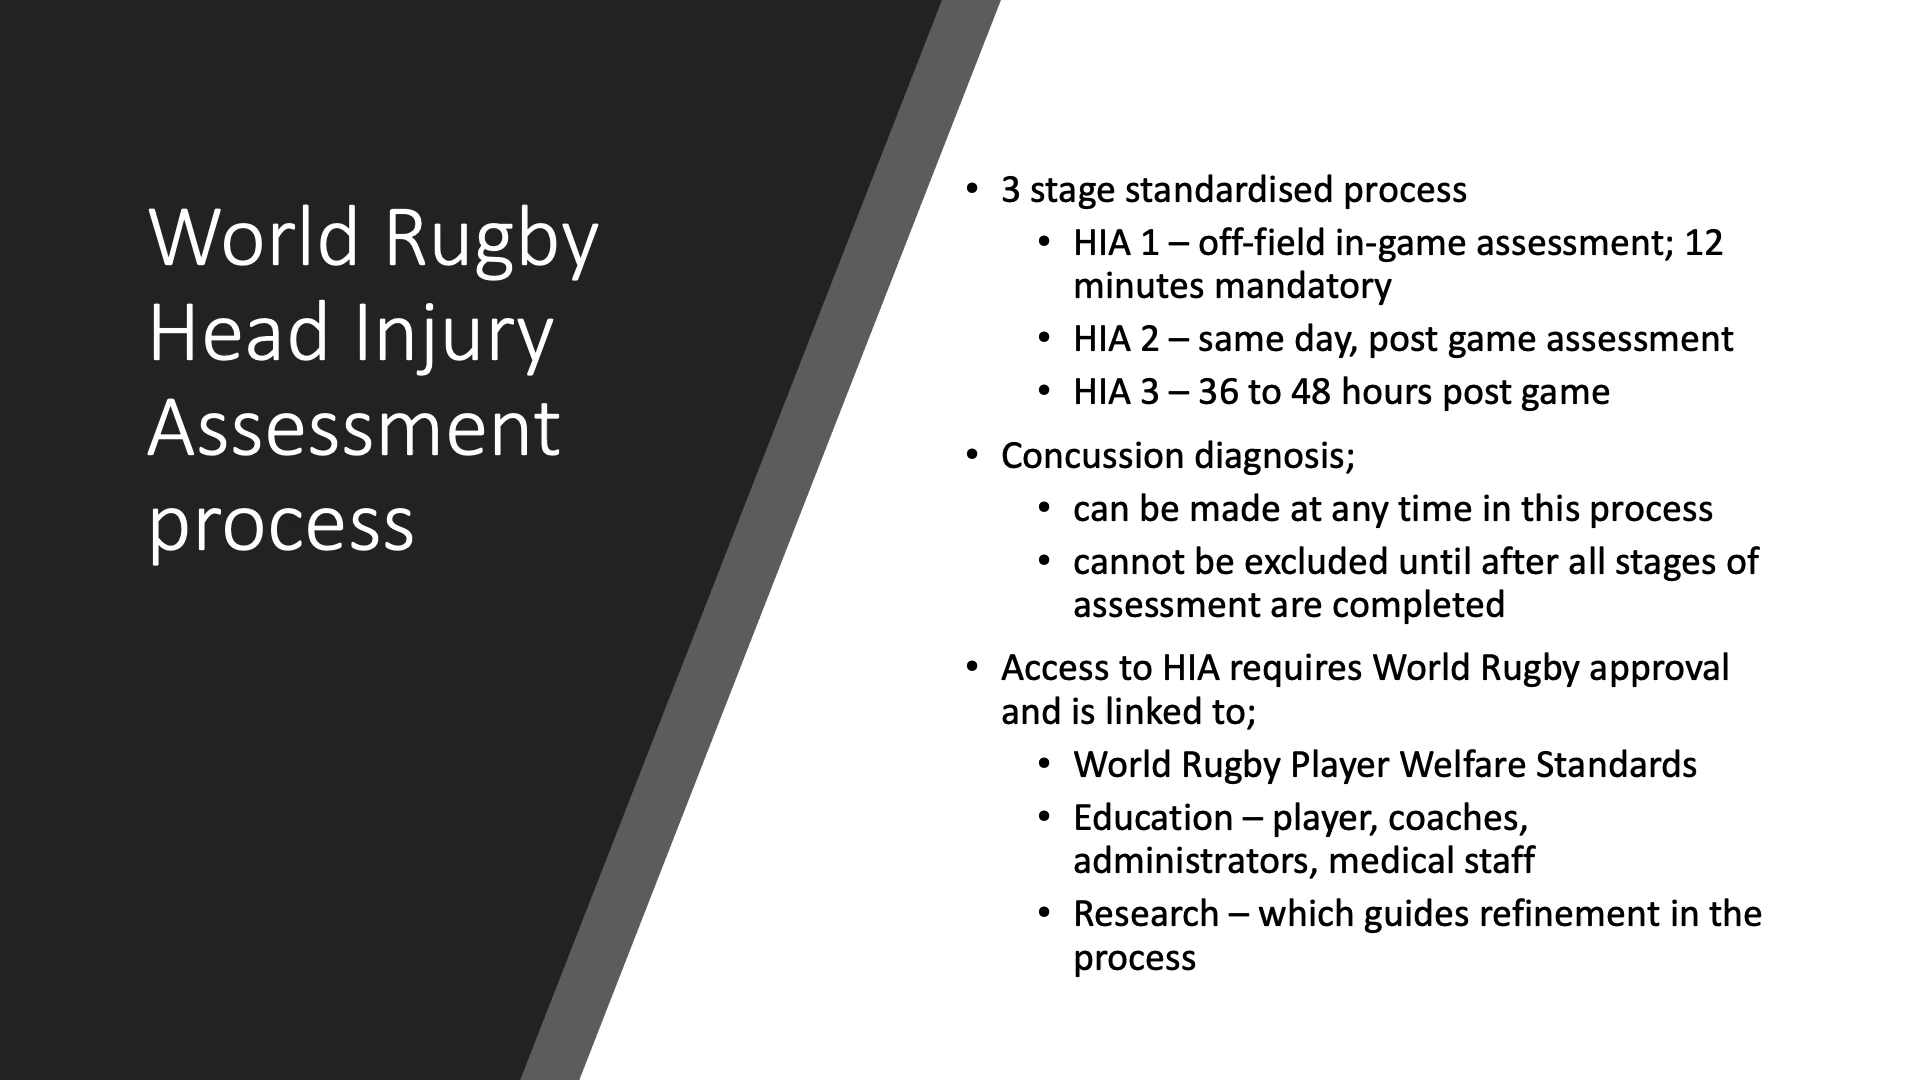 World Rugby
Head Injury
Assessment
process
• 3 stage standardised process
• HIA 1 – off-field in-game assessment; 12
minutes mandatory
• HIA 2 – same day, post game assessment
• HIA 3 – 36 to 48 hours post game
• Concussion diagnosis;
• can be made at any time in this process
• cannot be excluded until after all stages of
assessment are completed
• Access to HIA requires World Rugby approval
and is linked to;
• World Rugby Player Welfare Standards
• Education – player, coaches,
administrators, medical staff
• Research – which guides refinement in the
process